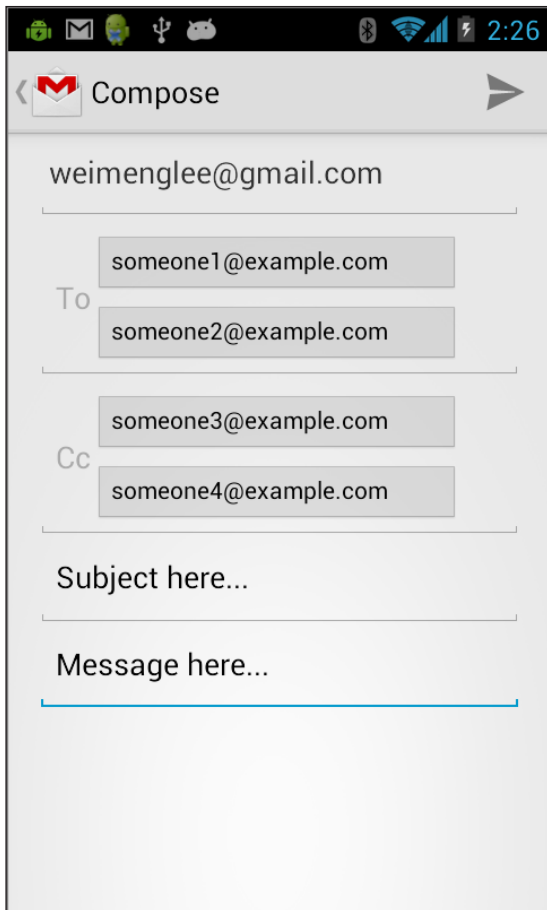 2:26
Compose
weimenglee@gmail.com
To
someone1@example.com
someone2@example.com
Cc
someone3@example.com
someone4@example.com
Subject here...
Message here...